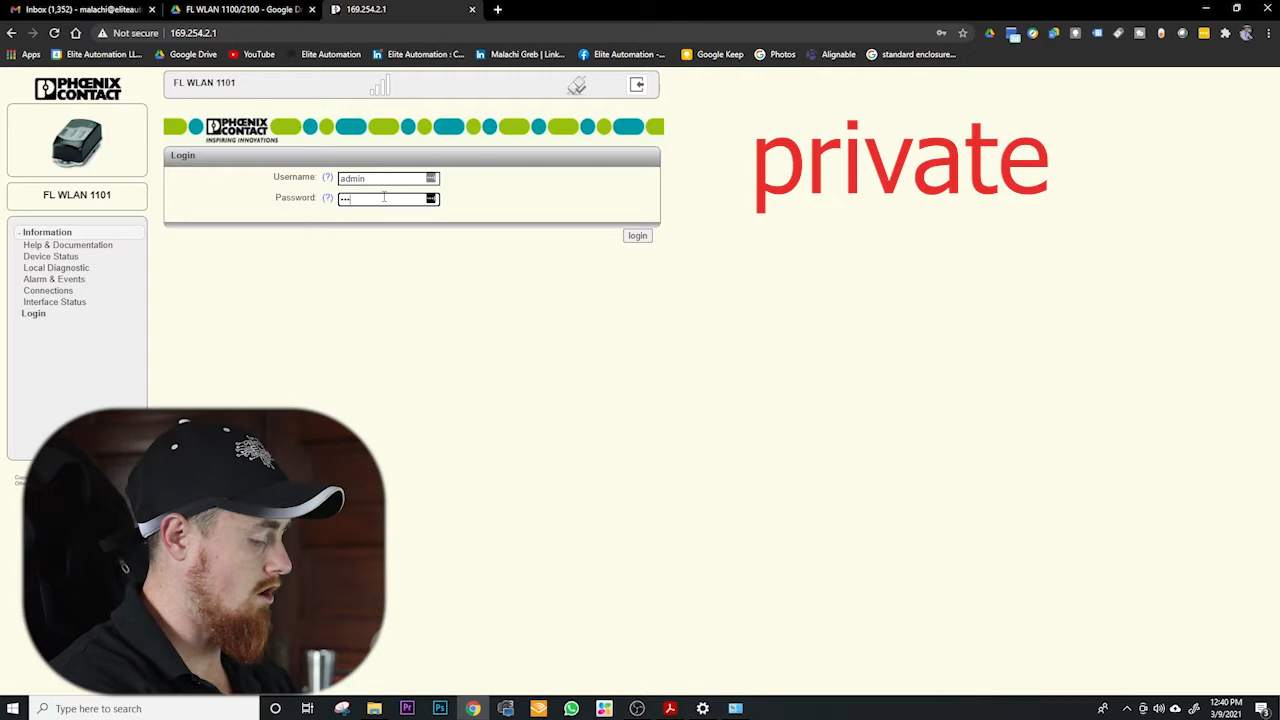 Inbox (1,352) - malachi@eliteaut
FL WLAN 1100/2100 - Google Dri
169.254.2.1
Not secure
169.254.2.1
Apps
Elite Automation LL...
Google Drive
YouTube
Elite Automation
Elite Automation : C...
Malachi Greb | Link...
Elite Automation -...
Google Keep
Photos
Alignable
standard enclosure...
PHOENIX
CONTACT
FL WLAN 1101
PHOENIX
CONTACT
INSPIRING INNOVATIONS
private
Login
Username: (?) admin
Password: (?) •••
login
FL WLAN 1101
- Information
Help & Documentation
Device Status
Local Diagnostic
Alarm & Events
Connections
Interface Status
Login
Type here to search
12:40 PM
3/9/2021